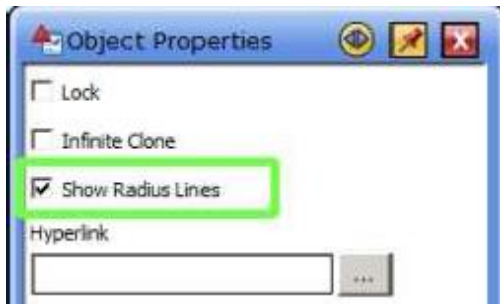 Object Properties
Lock
Infinite Clone
Show Radius Lines
Hyperlink
...